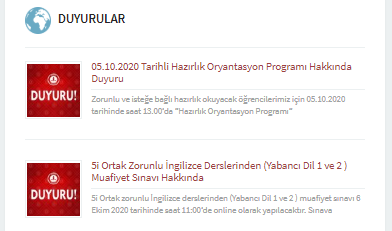 DUYURULAR
05.10.2020 Tarihli Hazırlık Oryantasyon Programı Hakkında
Duyuru
DUYURU!
Zorunlu ve isteğe bağlı hazırlık okuyacak öğrencilerimiz için 05.10.2020
tarihinde saat 13.00'da "Hazırlık Oryantasyon Programı"
5i Ortak Zorunlu İngilizce Derslerinden (Yabancı Dil 1 ve 2 )
Muafiyet Sınavı Hakkında
DUYURU!
5i Ortak zorunlu İngilizce derslerinden (Yabancı Dil 1 ve 2 ) muafiyet sınavı 6
Ekim 2020 tarihinde saat 11:00'de online olarak yapılacaktır. Sınava